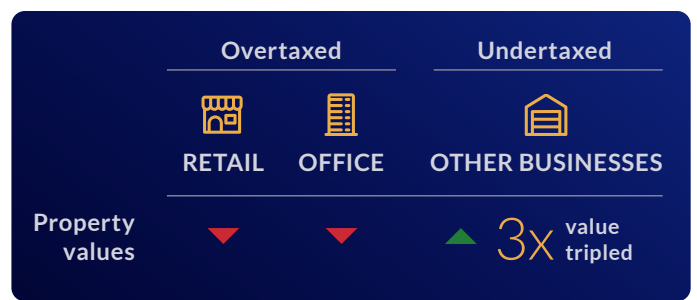 Overtaxed
Undertaxed
RETAIL
OFFICE
OTHER BUSINESSES
Property
values
3x
value
tripled